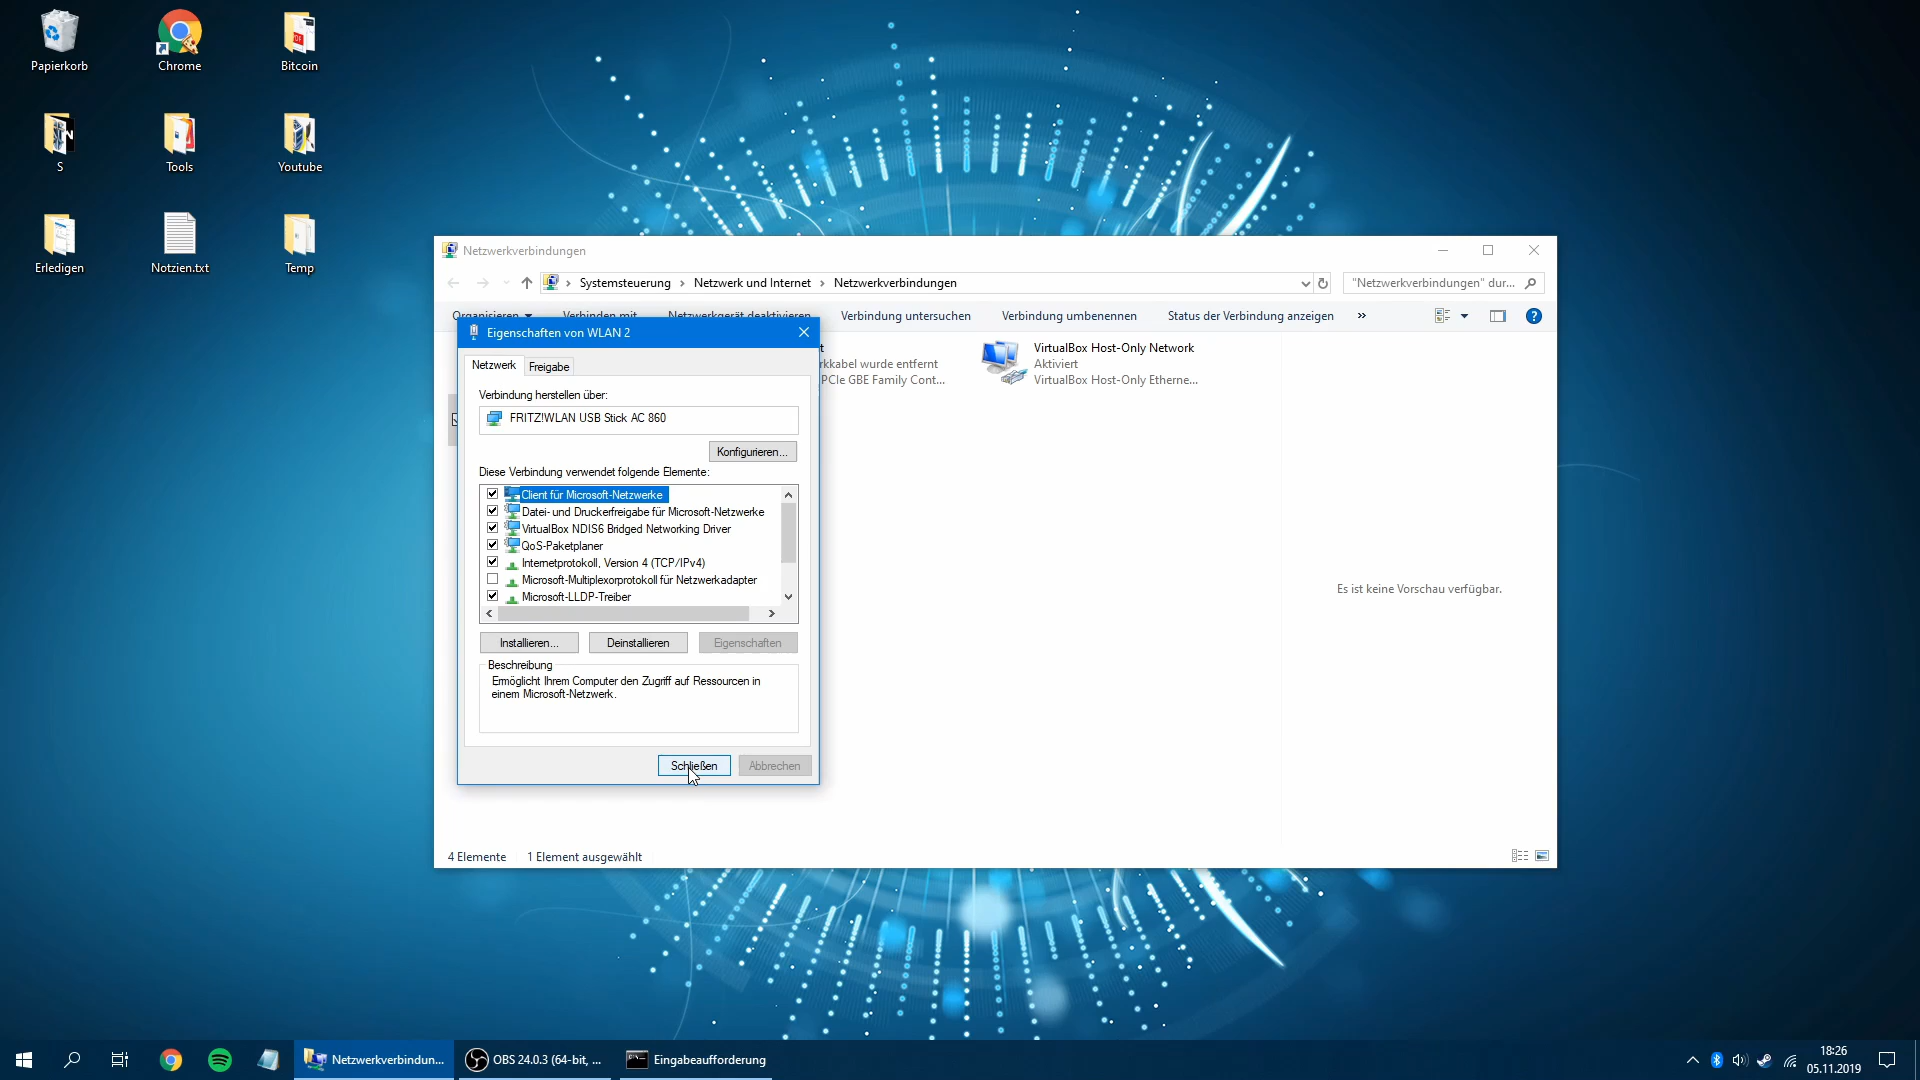 Papierkorb
Chrome
Bitcoin
S
Tools
Youtube
Erledigen
Notzien.txt
Temp
Netzwerkverbindungen
Systemsteuerung
Netzwerk und Internet
Netzwerkverbindungen
"Netzwerkverbindungen" dur...
Organisieren
Verbinden mit
Netzwerkgerät deaktivieren
Verbindung untersuchen
Verbindung umbenennen
Status der Verbindung anzeigen
»
Eigenschaften von WLAN 2
Netzwerk
Freigabe
Verbindung herstellen über:
FRITZ!WLAN USB Stick AC 860
Konfigurieren...
Diese Verbindung verwendet folgende Elemente:
Client für Microsoft-Netzwerke
Datei- und Druckerfreigabe für Microsoft-Netzwerke
VirtualBox NDIS6 Bridged Networking Driver
QoS-Paketplaner
Internetprotokoll, Version 4 (TCP/IPv4)
Microsoft-Multiplexorprotokoll für Netzwerkadapter
Microsoft-LLDP-Treiber
Installieren...
Deinstallieren
Eigenschaften
Beschreibung
Ermöglicht Ihrem Computer den Zugriff auf Ressourcen in
einem Microsoft-Netzwerk.
Schließen
Abbrechen
t
rkkabel wurde entfernt
PCIe GBE Family Cont...
VirtualBox Host-Only Network
Aktiviert
VirtualBox Host-Only Etherne...
Es ist keine Vorschau verfügbar.
4 Elemente
1 Element ausgewählt
Netzwerkverbindun...
OBS 24.0.3 (64-bit, ...
Eingabeaufforderung
18:26
05.11.2019